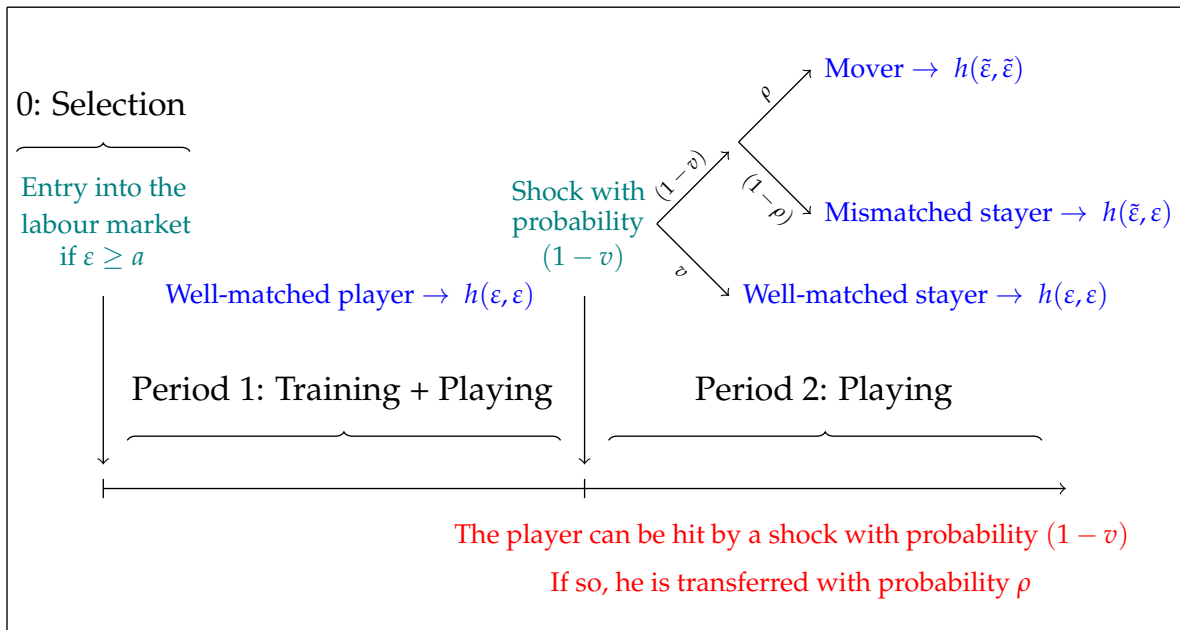 0: Selection
Entry into the
labour market
if ε ≥ a
Well-matched player → h(ε, ε)
Shock with
probability
(1 − v)
(1−v)
ρ
(1−ρ)
v
Mover → h(ε̃, ε̃)
Mismatched stayer → h(ε̃, ε)
Well-matched stayer → h(ε, ε)
Period 1: Training + Playing
Period 2: Playing
The player can be hit by a shock with probability (1 − v)
If so, he is transferred with probability ρ